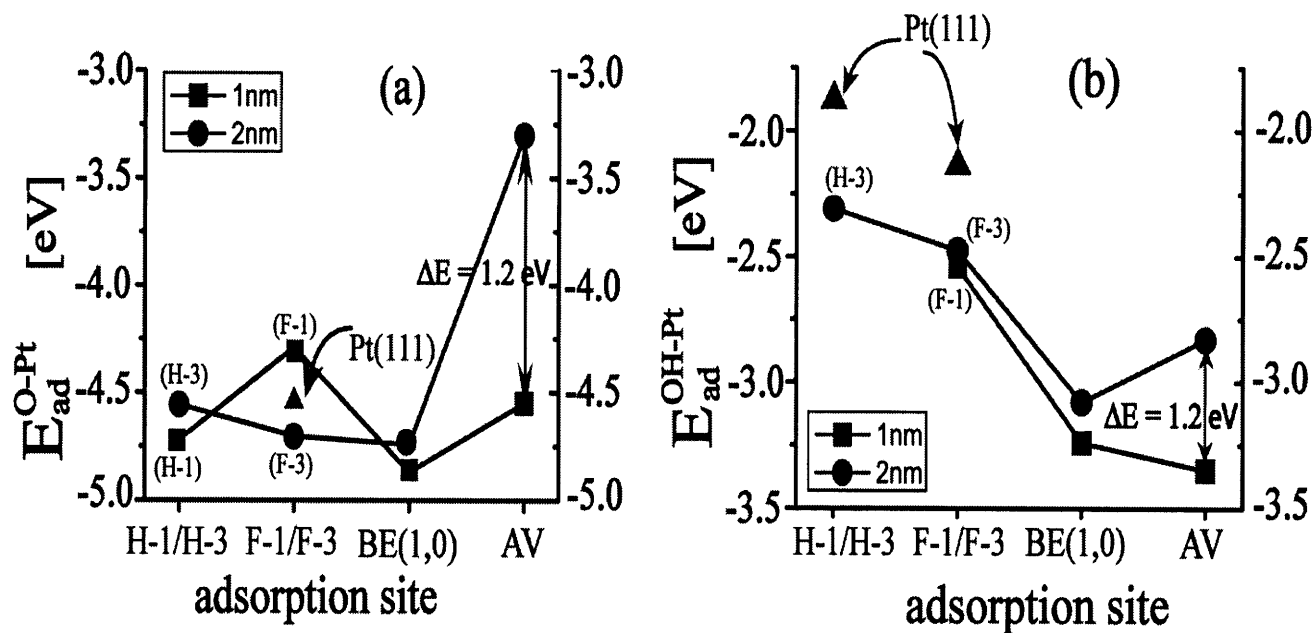 (a)
1nm
2nm
-3.0
-3.5
-4.0
-4.5
-5.0
E_ad^O-Pt [eV]
-3.0
-3.5
-4.0
-4.5
-5.0
ΔE = 1.2 eV
(F-1)
Pt(111)
(H-3)
(H-1)
(F-3)
H-1/H-3 F-1/F-3 BE(1,0) AV
adsorption site
Pt(111)
(b)
-2.0
-2.5
-3.0
-3.5
E_ad^OH-Pt [eV]
-2.0
-2.5
-3.0
-3.5
(H-3)
(F-3)
(F-1)
ΔE = 1.2 eV
1nm
2nm
H-1/H-3 F-1/F-3 BE(1,0) AV
adsorption site